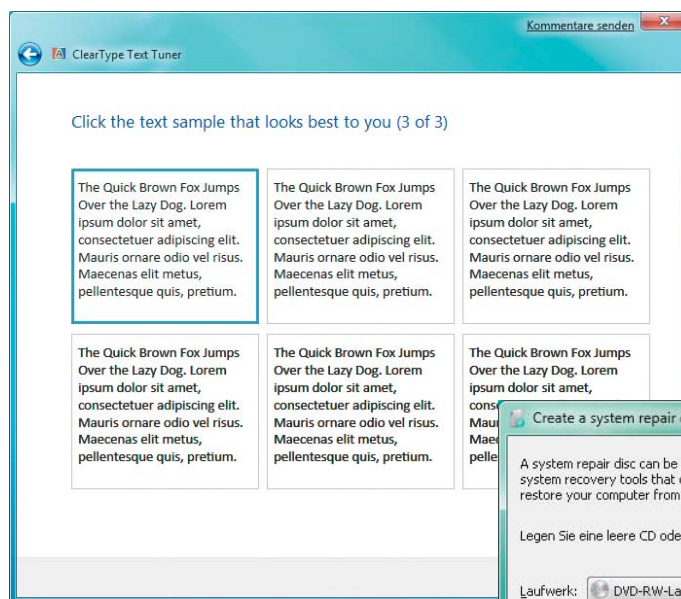 Kommentare senden
ClearType Text Tuner
Click the text sample that looks best to you (3 of 3)
The Quick Brown Fox Jumps
Over the Lazy Dog. Lorem
ipsum dolor sit amet,
consectetuer adipiscing elit.
Mauris ornare odio vel risus.
Maecenas elit metus,
pellentesque quis, pretium.
The Quick Brown Fox Jumps
Over the Lazy Dog. Lorem
ipsum dolor sit amet,
consectetuer adipiscing elit.
Mauris ornare odio vel risus.
Maecenas elit metus,
pellentesque quis, pretium.
The Quick Brown Fox Jumps
Over the Lazy Dog. Lorem
ipsum dolor sit amet,
consectetuer adipiscing elit.
Mauris ornare odio vel risus.
Maecenas elit metus,
pellentesque quis, pretium.
The Quick Brown Fox Jumps
Over the Lazy Dog. Lorem
ipsum dolor sit amet,
consectetuer adipiscing elit.
Mauris ornare odio vel risus.
Maecenas elit metus,
pellentesque quis, pretium.
The Quick Brown Fox Jumps
Over the Lazy Dog. Lorem
ipsum dolor sit amet,
consectetuer adipiscing elit.
Mauris ornare odio vel risus.
Maecenas elit metus,
pellentesque quis, pretium.
The Quick Brown Fox Jumps
Over the Lazy Dog. Lorem
ipsum dolor sit amet,
Create a system repair
A system repair disc can be
system recovery tools that
restore your computer from
Legen Sie eine leere CD ode
Laufwerk: DVD-RW-La